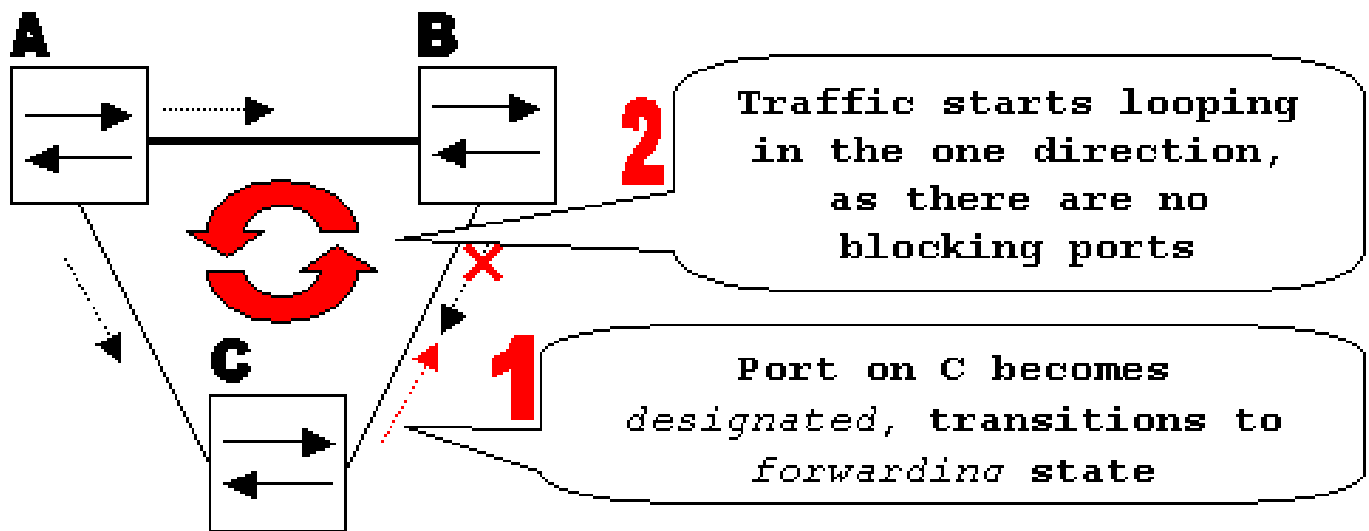 A
B
2
Traffic starts looping
in the one direction,
as there are no
blocking ports
C
1
Port on C becomes
designated, transitions to
forwarding state